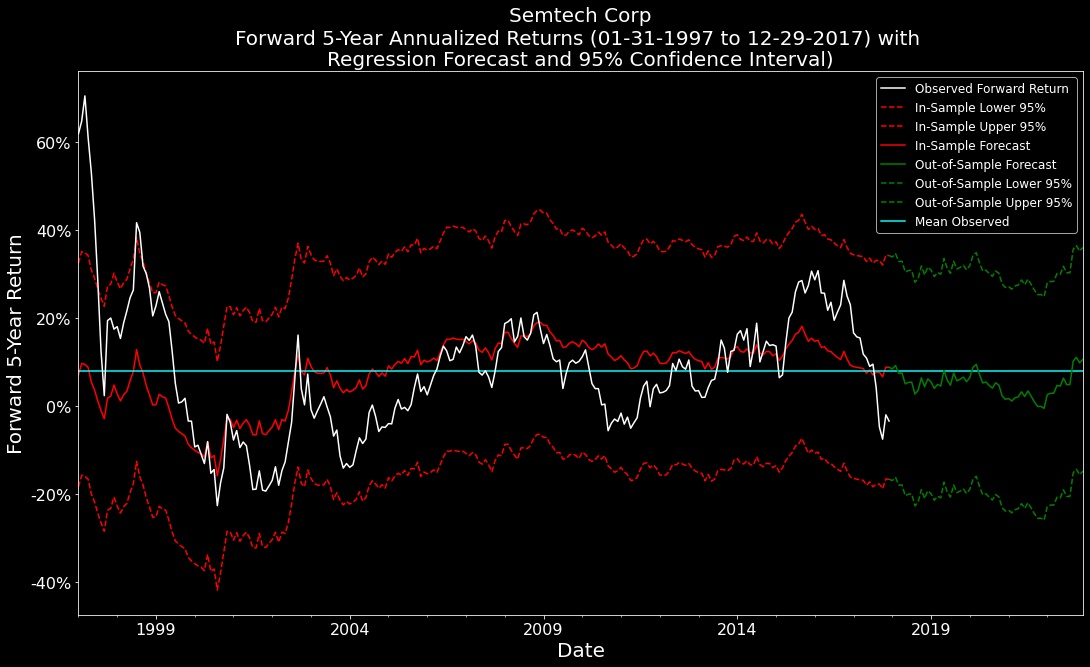 Semtech Corp
Forward 5-Year Annualized Returns (01-31-1997 to 12-29-2017) with
Regression Forecast and 95% Confidence Interval)
Observed Forward Return
In-Sample Lower 95%
In-Sample Upper 95%
In-Sample Forecast
Out-of-Sample Forecast
Out-of-Sample Lower 95%
Out-of-Sample Upper 95%
Mean Observed
Forward 5-Year Return
60%
40%
20%
0%
-20%
-40%
1999
2004
2009
2014
2019
Date